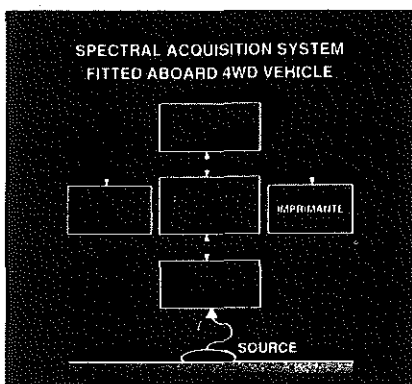 SPECTRAL ACQUISITION SYSTEM
FITTED ABOARD 4WD VEHICLE
IMPRIMANTE
SOURCE